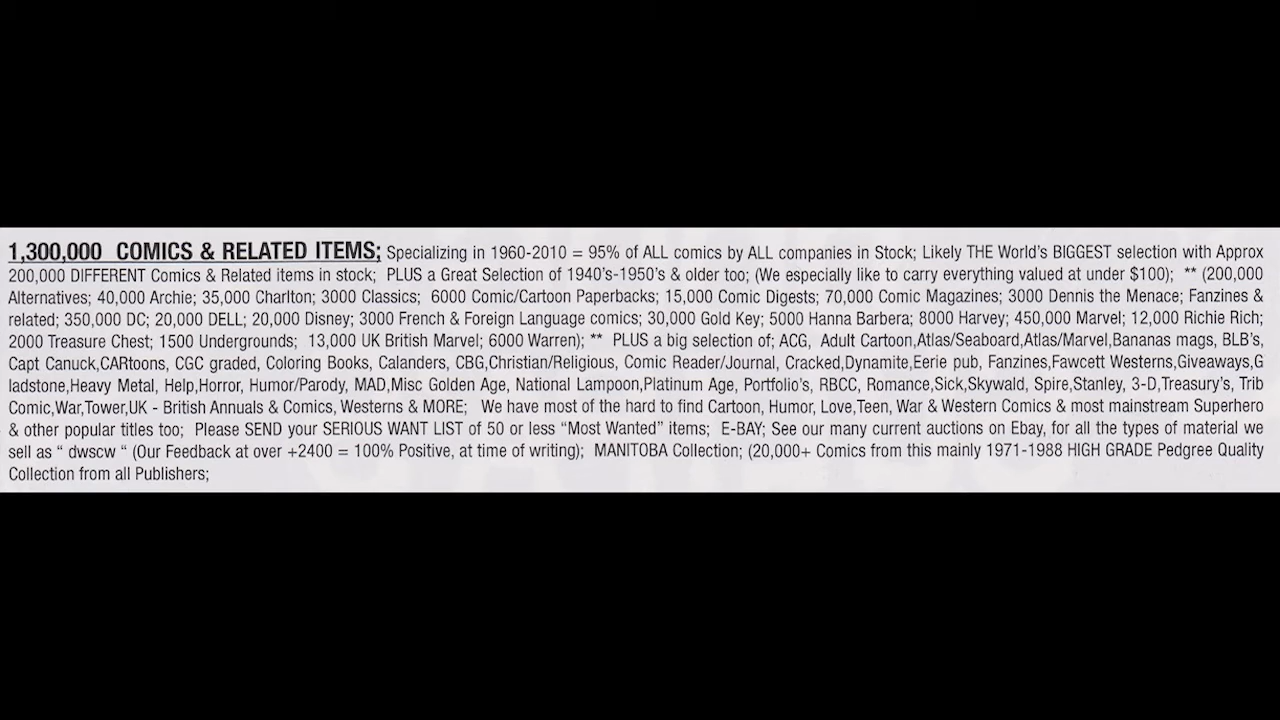 1,300,000 COMICS & RELATED ITEMS; Specializing in 1960-2010 = 95% of ALL comics by ALL companies in Stock; Likely THE World's BIGGEST selection with Approx
200,000 DIFFERENT Comics & Related items in stock; PLUS a Great Selection of 1940's-1950's & older too; (We especially like to carry everything valued at under $100); ** (200,000
Alternatives; 40,000 Archie; 35,000 Charlton; 3000 Classics; 6000 Comic/Cartoon Paperbacks; 15,000 Comic Digests; 70,000 Comic Magazines; 3000 Dennis the Menace; Fanzines &
related; 350,000 DC; 20,000 DELL; 20,000 Disney; 3000 French & Foreign Language comics; 30,000 Gold Key; 5000 Hanna Barbera; 8000 Harvey; 450,000 Marvel; 12,000 Richie Rich;
2000 Treasure Chest; 1500 Undergrounds; 13,000 UK British Marvel; 6000 Warren); ** PLUS a big selection of; ACG, Adult Cartoon,Atlas/Seaboard,Atlas/Marvel,Bananas mags, BLB's,
Capt Canuck,CARtoons, CGC graded, Coloring Books, Calanders, CBG,Christian/Religious, Comic Reader/Journal, Cracked,Dynamite,Eerie pub, Fanzines,Fawcett Westerns,Giveaways,G
ladstone,Heavy Metal, Help,Horror, Humor/Parody, MAD,Misc Golden Age, National Lampoon,Platinum Age, Portfolio's, RBCC, Romance,Sick,Skywald, Spire,Stanley, 3-D,Treasury's, Trib
Comic,War,Tower,UK - British Annuals & Comics, Westerns & MORE; We have most of the hard to find Cartoon, Humor, Love,Teen, War & Western Comics & most mainstream Superhero
& other popular titles too; Please SEND your SERIOUS WANT LIST of 50 or less “Most Wanted” items; E-BAY; See our many current auctions on Ebay, for all the types of material we
sell as “ dwscw “ (Our Feedback at over +2400 = 100% Positive, at time of writing); MANITOBA Collection; (20,000+ Comics from this mainly 1971-1988 HIGH GRADE Pedgree Quality
Collection from all Publishers;